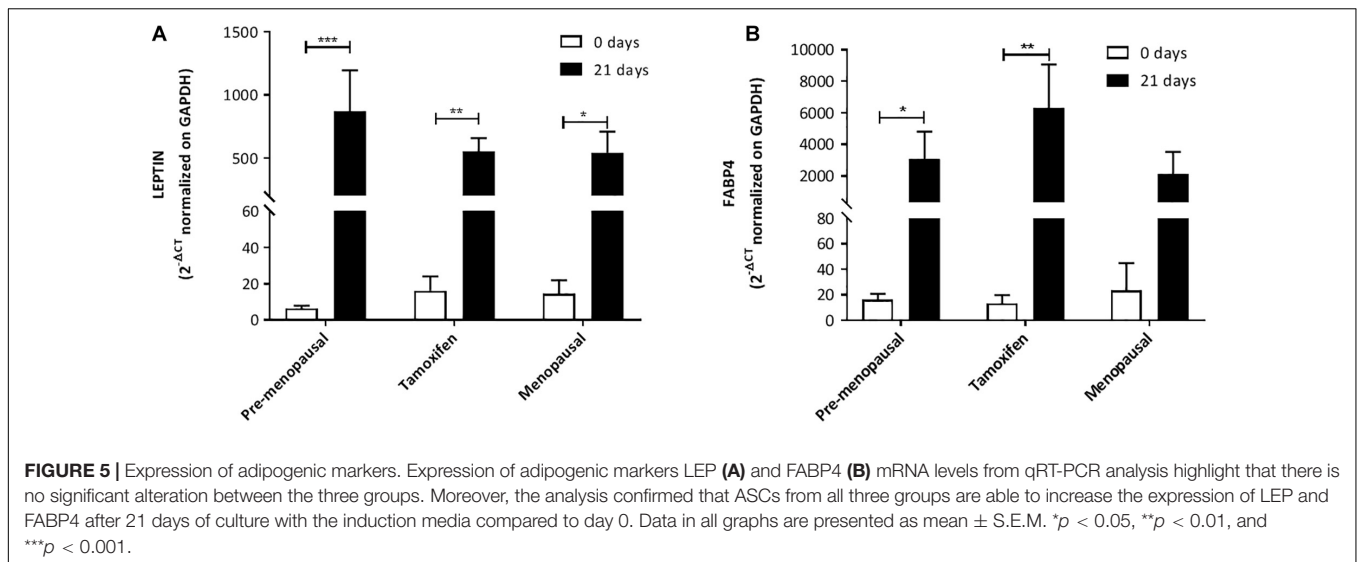 A
LEPTIN
(2^-ΔCT normalized on GAPDH)
1500
1000
500
60
40
20
0
***
**
*
0 days
21 days
Pre-menopausal
Tamoxifen
Menopausal
B
FABP4
(2^-ΔCT normalized on GAPDH)
10000
8000
6000
4000
2000
80
60
40
20
0
*
**
0 days
21 days
Pre-menopausal
Tamoxifen
Menopausal
FIGURE 5 | Expression of adipogenic markers. Expression of adipogenic markers LEP (A) and FABP4 (B) mRNA levels from qRT-PCR analysis highlight that there is
no significant alteration between the three groups. Moreover, the analysis confirmed that ASCs from all three groups are able to increase the expression of LEP and
FABP4 after 21 days of culture with the induction media compared to day 0. Data in all graphs are presented as mean ± S.E.M. *p < 0.05, **p < 0.01, and
***p < 0.001.